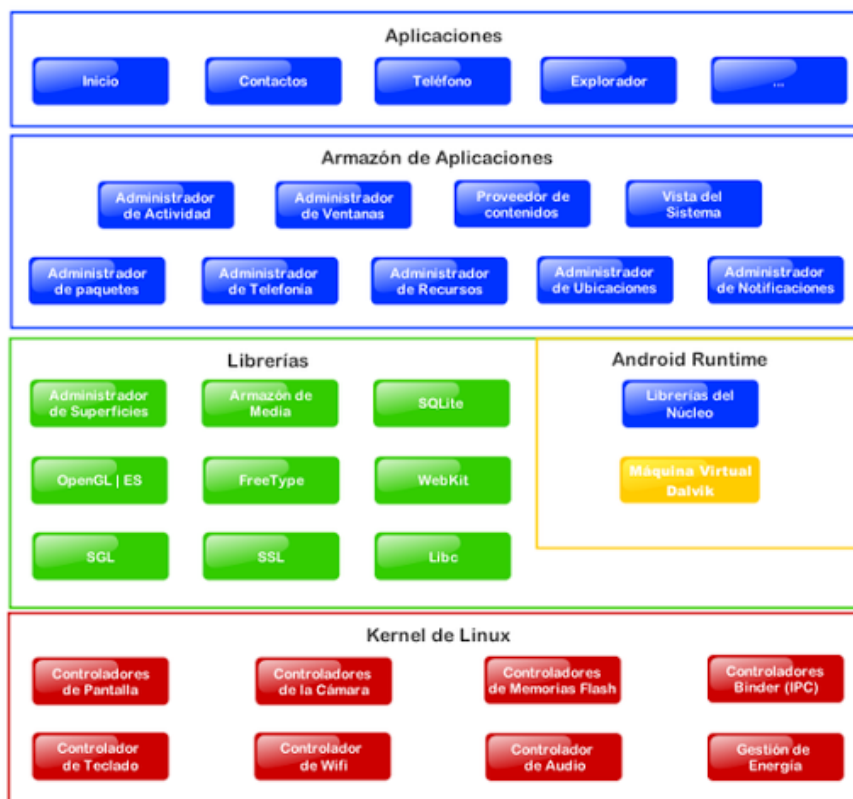 Aplicaciones
Inicio
Contactos
Teléfono
Explorador
...
Armazón de Aplicaciones
Administrador
de Actividad
Administrador
de Ventanas
Proveedor de
contenidos
Vista del
Sistema
Administrador
de paquetes
Administrador
de Telefonía
Administrador
de Recursos
Administrador
de Ubicaciones
Administrador
de Notificaciones
Librerías
Administrador
de Superficies
Armazón de
Media
SQLite
OpenGL | ES
FreeType
WebKit
SGL
SSL
Libc
Android Runtime
Librerías del
Núcleo
Máquina Virtual
Dalvik
Kernel de Linux
Controladores
de Pantalla
Controladores
de la Cámara
Controladores
de Memorias Flash
Controladores
Binder (IPC)
Controlador
de Teclado
Controlador
de Wifi
Controlador
de Audio
Gestión de
Energía